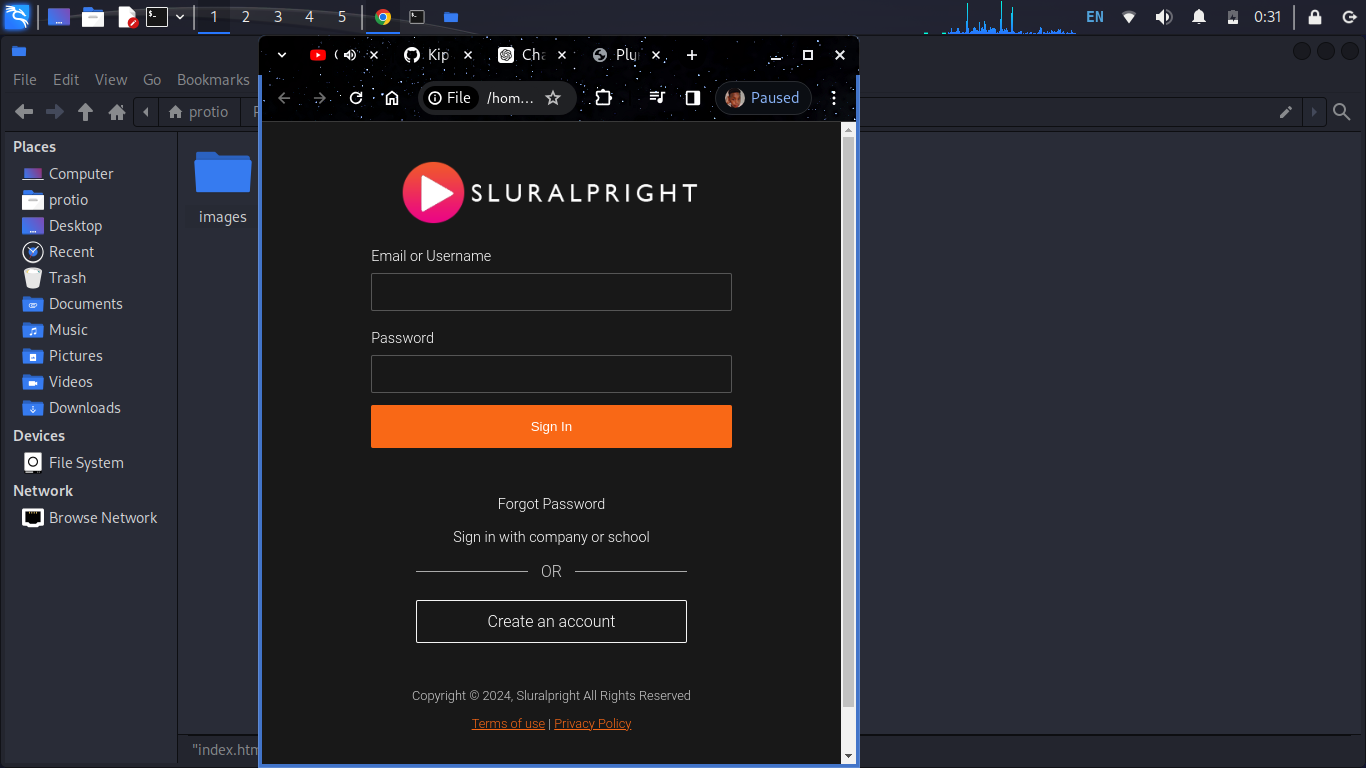 1 2 3 4 5
EN 0:31
File Edit View Go Bookmarks
protio
Places
Computer
protio
Desktop
Recent
Trash
Documents
Music
Pictures
Videos
Downloads
Devices
File System
Network
Browse Network
images
"index.htm
Kip Cha Plu
File /hom... Paused
SLURALPRIGHT
Email or Username
Password
Sign In
Forgot Password
Sign in with company or school
OR
Create an account
Copyright © 2024, Sluralpright All Rights Reserved
Terms of use | Privacy Policy